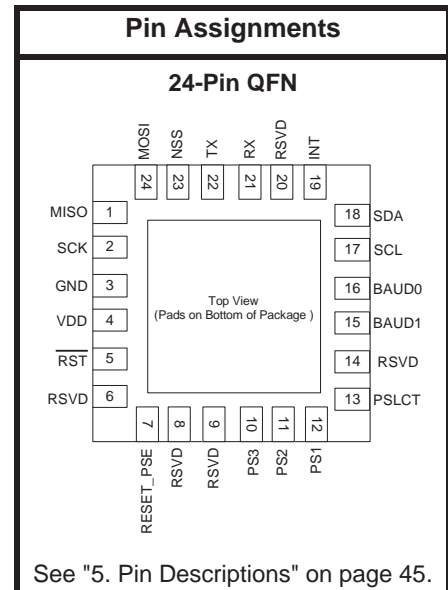 Pin Assignments
24-Pin QFN
MOSI
NSS
TX
RX
RSVD
INT
24
23
22
21
20
19
MISO 1
SCK 2
GND 3
VDD 4
RST 5
RSVD 6
18 SDA
17 SCL
16 BAUD0
15 BAUD1
14 RSVD
13 PSLCT
Top View
(Pads on Bottom of Package )
7
8
9
10
11
12
RESET_PSE
RSVD
RSVD
PS3
PS2
PS1
See "5. Pin Descriptions" on page 45.